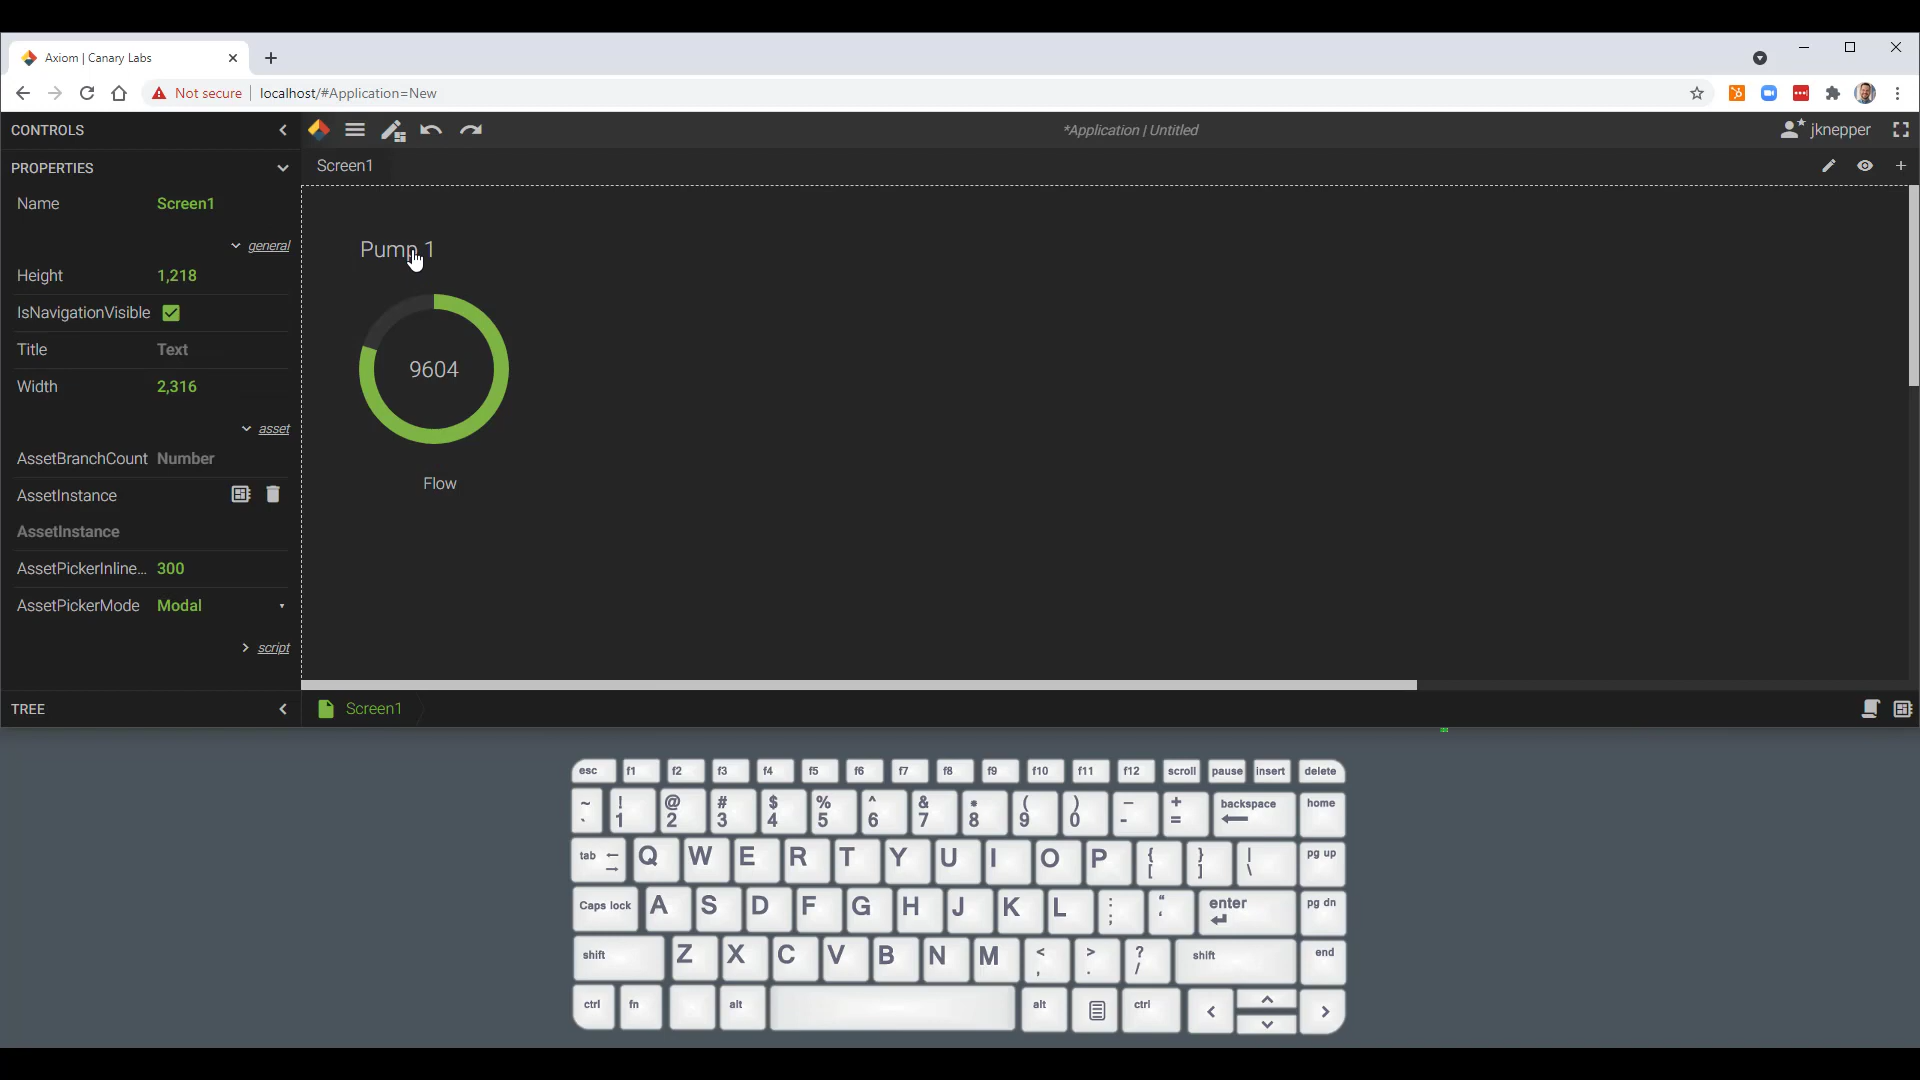 Axiom | Canary Labs
Not secure
localhost/#Application=New
CONTROLS
*Application | Untitled
jknepper
PROPERTIES
Screen1
Name Screen1
general
Height 1,218
IsNavigationVisible
Title Text
Width 2,316
asset
AssetBranchCount Number
AssetInstance
AssetInstance
AssetPickerInline... 300
AssetPickerMode Modal
script
TREE
Pump 1
9604
Flow
Screen1
esc f1 f2 f3 f4 f5 f6 f7 f8 f9 f10 f11 f12 scroll pause insert delete
~ ! @ # $ % ^ & * ( ) _ + backspace home
` 1 2 3 4 5 6 7 8 9 0 - =
tab Q W E R T Y U I O P { } | pg up
[ ] \
Caps lock A S D F G H J K L : " enter pg dn
; '
shift Z X C V B N M < > ? shift end
, . /
ctrl fn alt alt ctrl